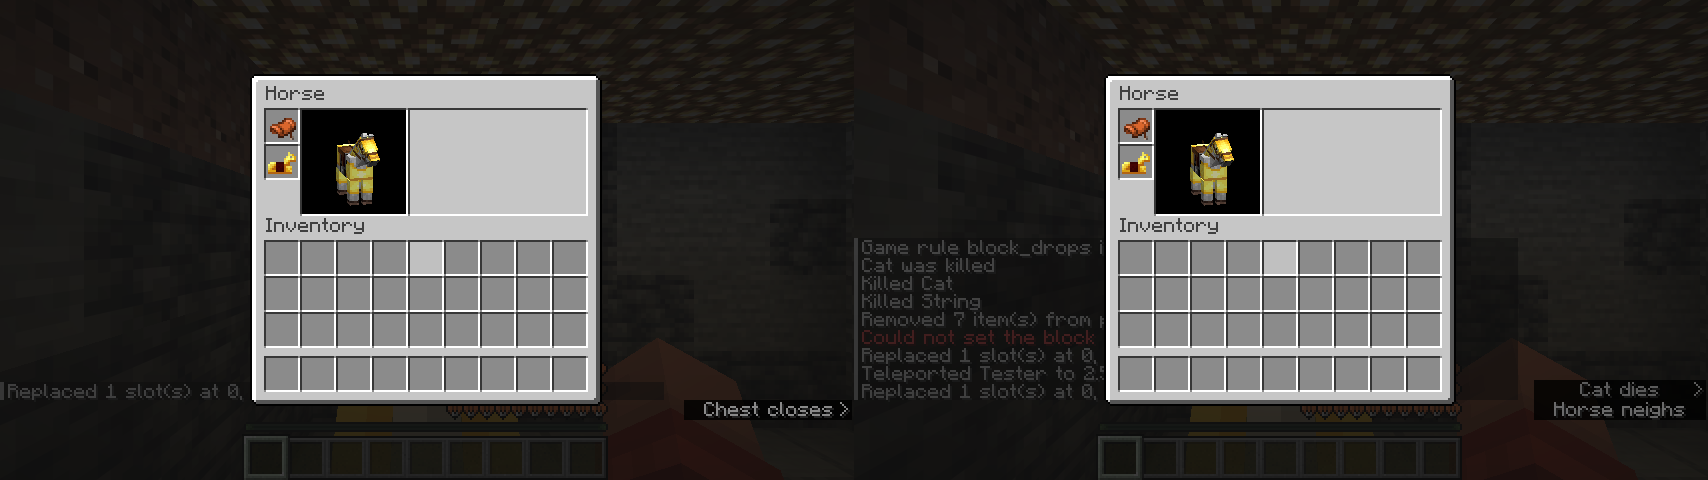 Horse
Inventory
Replaced 1 slot(s) at 0,
Chest closes >
Horse
Inventory
Game rule block_drops i
Cat was killed
Killed Cat
Killed String
Removed 7 item(s) from
Could not set the block
Replaced 1 slot(s) at 0,
Teleported Tester to 2.
Replaced 1 slot(s) at 0,
Cat dies >
Horse neighs